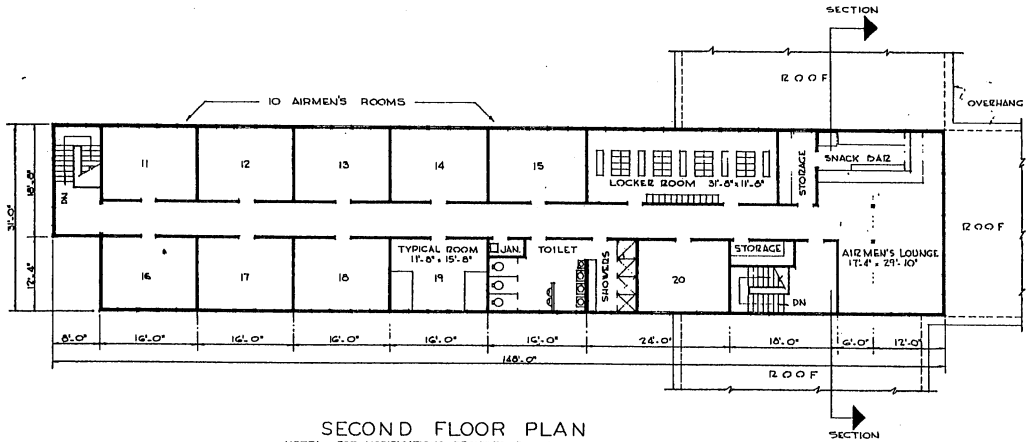 SECTION
ROOF
OVERHANG
10 AIRMEN'S ROOMS
11
12
13
14
15
LOCKER ROOM 31'-8" x 11'-8"
STORAGE
SNACK BAR
DN
31'-0"
18'-8"
12'-4"
ROOF
16
17
18
TYPICAL ROOM
11'-8" x 15'-8"
19
JAN.
TOILET
SHOWERS
20
STORAGE
DN
AIRMEN'S LOUNGE
17'-4" x 29'-10"
8'-0"
16'-0"
16'-0"
16'-0"
16'-0"
16'-0"
24'-0"
18'-0"
6'-0"
12'-0"
148'-0"
ROOF
SECOND FLOOR PLAN
SECTION